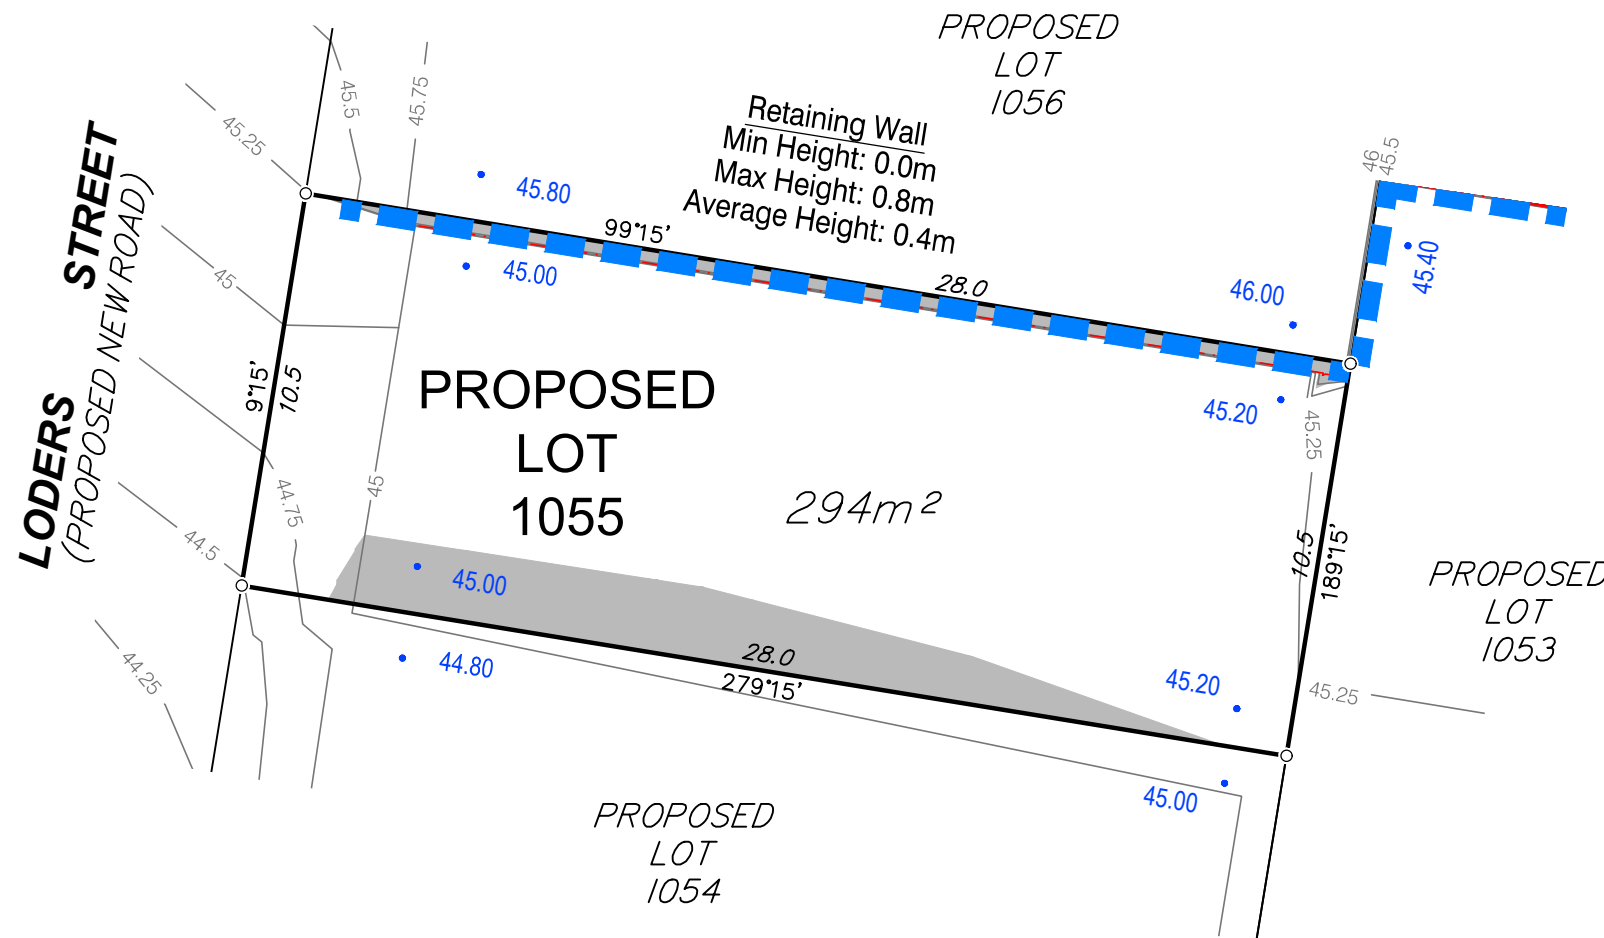 PROPOSED
LOT
1056
Retaining Wall
Min Height: 0.0m
Max Height: 0.8m
Average Height: 0.4m
45.5
45.75
45.25
46
45.5
45.80
99°15’
45.00
28.0
46.00
45.40
45
45.20
45.25
LODERS STREET
(PROPOSED NEW ROAD)
9°15’
10.5
PROPOSED
LOT
1055
294m²
45
44.75
44.5
10.5
189°15’
45.00
PROPOSED
LOT
1053
44.25
44.80
28.0
279°15’
45.20
45.25
45.00
PROPOSED
LOT
1054